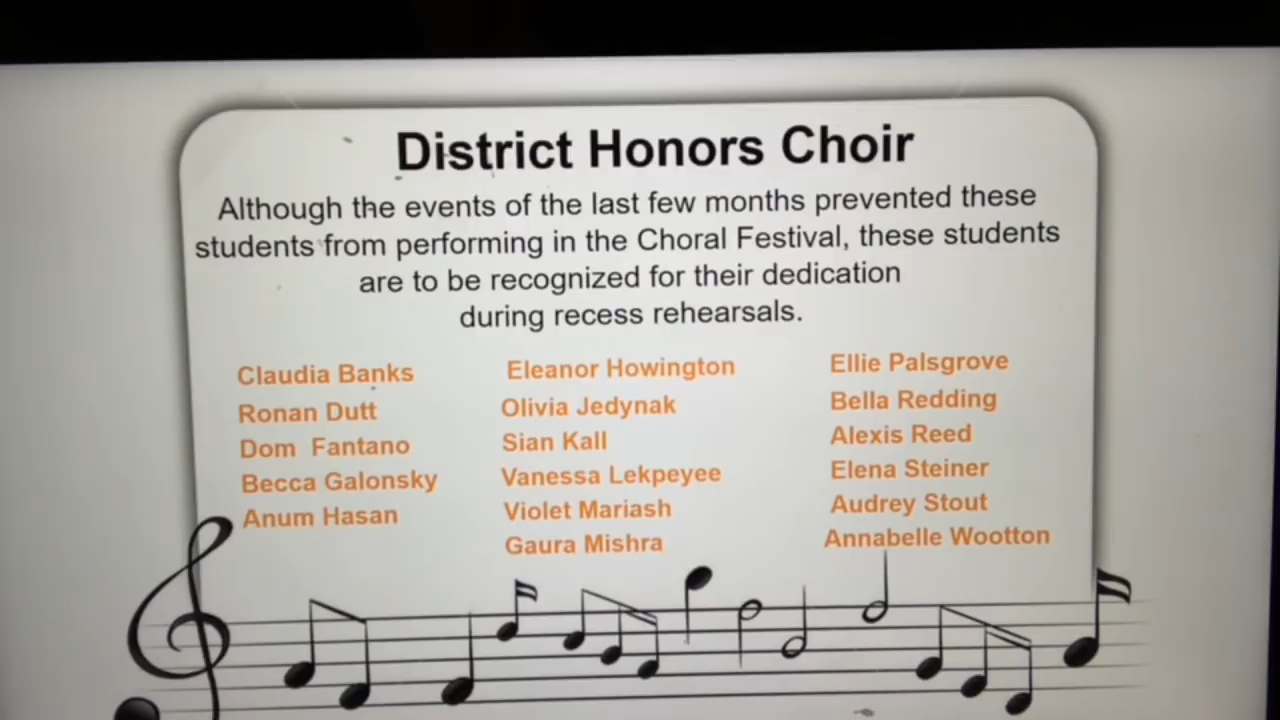 District Honors Choir
Although the events of the last few months prevented these
students from performing in the Choral Festival, these students
are to be recognized for their dedication
during recess rehearsals.
Claudia Banks
Ronan Dutt
Dom  Fantano
Becca Galonsky
Anum Hasan
Eleanor Howington
Olivia Jedynak
Sian Kall
Vanessa Lekpeyee
Violet Mariash
Gaura Mishra
Ellie Palsgrove
Bella Redding
Alexis Reed
Elena Steiner
Audrey Stout
Annabelle Wootton